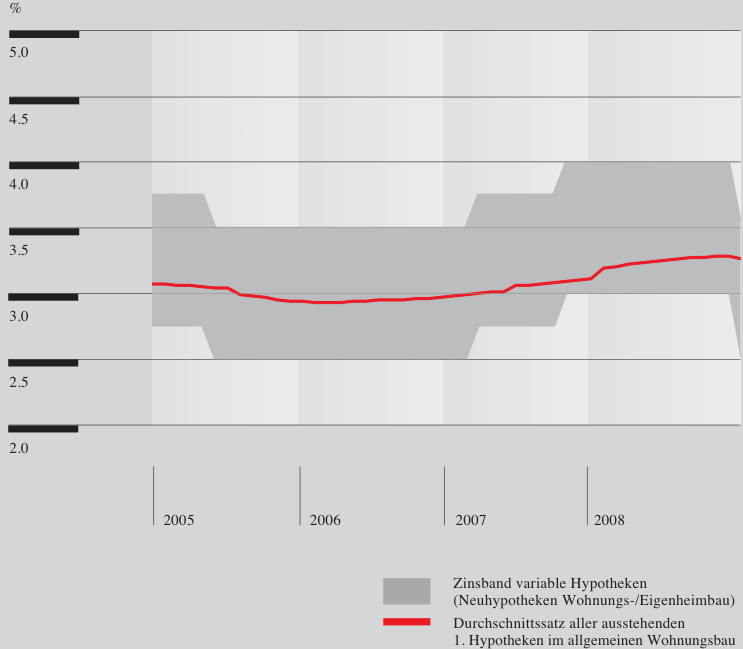 %
5.0
4.5
4.0
3.5
3.0
2.5
2.0
2005 2006 2007 2008
Zinsband variable Hypotheken
(Neuhypotheken Wohnungs-/Eigenheimbau)
Durchschnittssatz aller ausstehenden
1. Hypotheken im allgemeinen Wohnungsbau